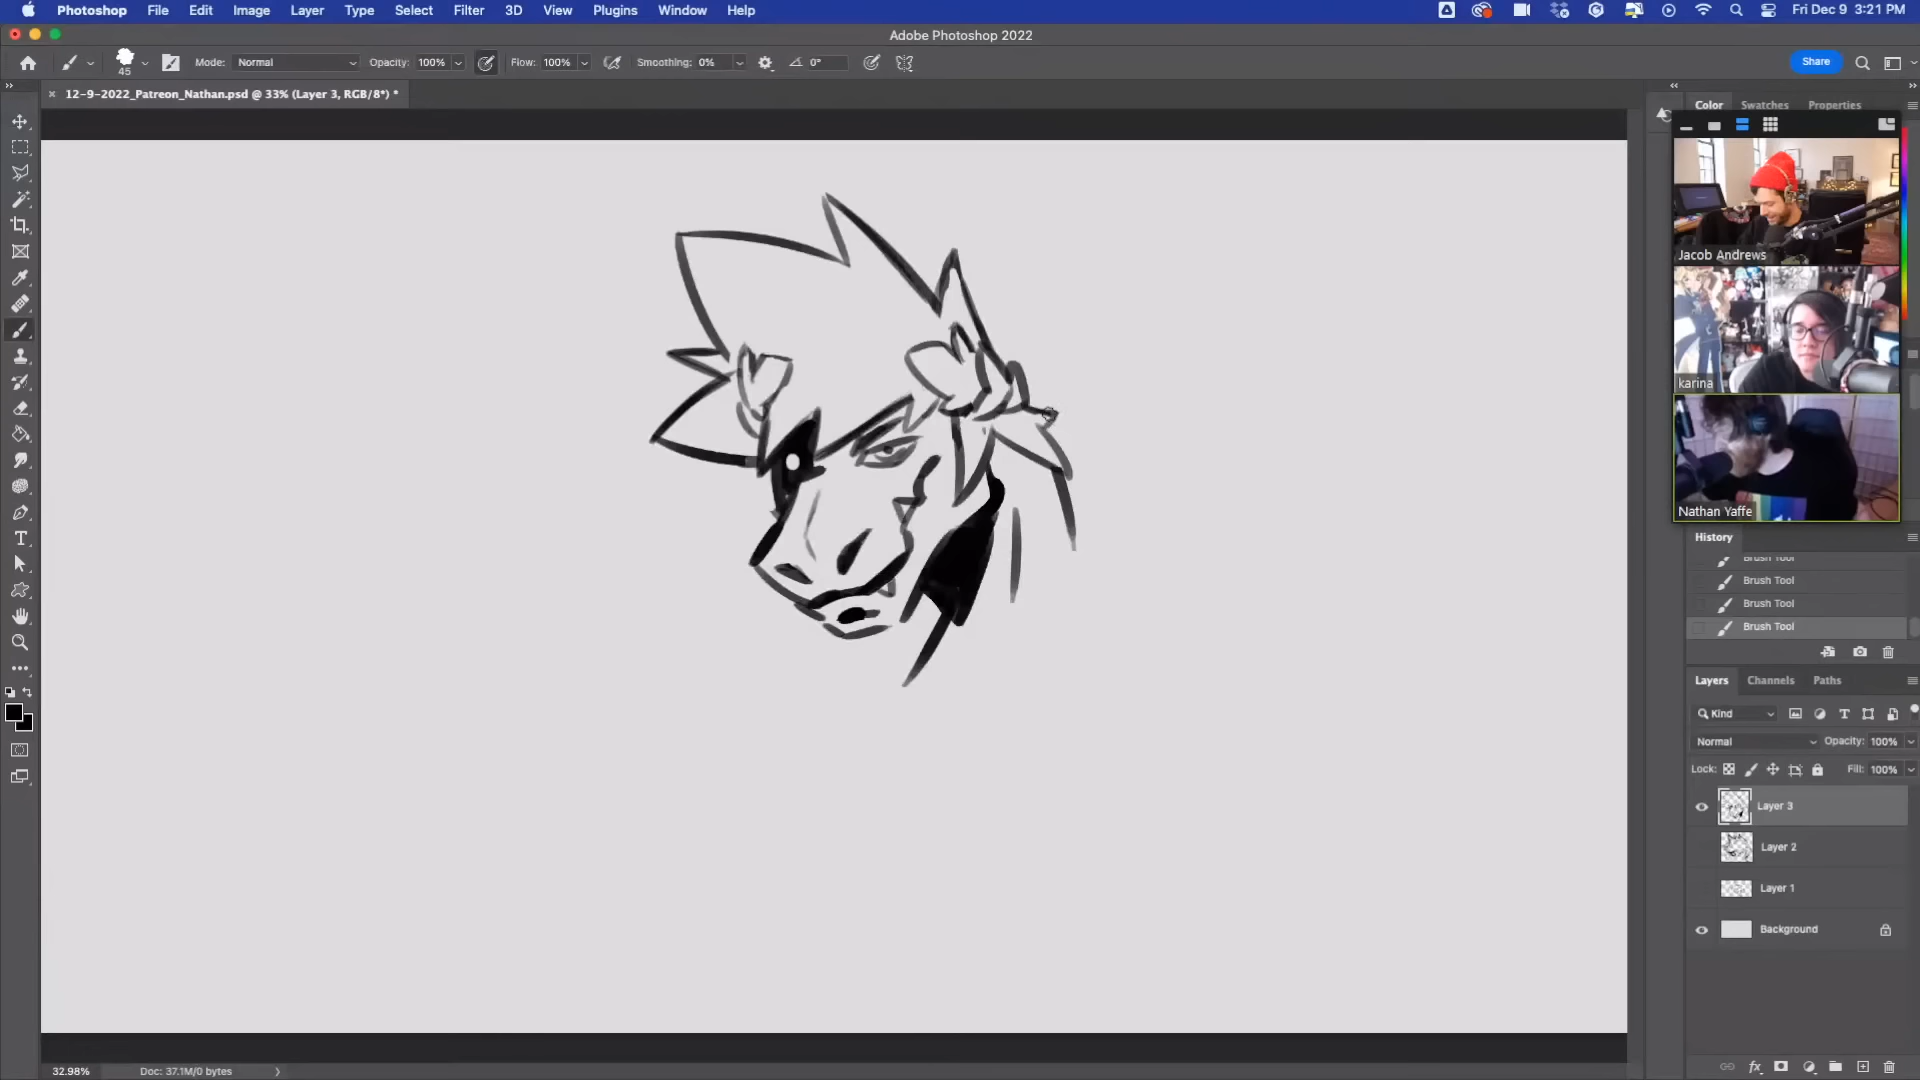 Photoshop File Edit Image Layer Type Select Filter 3D View Plugins Window Help Fri Dec 9 3:21 PM
Adobe Photoshop 2022
45 Mode: Normal Opacity: 100% Flow: 100% Smoothing: 0% 0° Share
12-9-2022_Patreon_Nathan.psd @ 33% (Layer 3, RGB/8*) *
Color Swatches Properties
Jacob Andrews
karina
Nathan Yaffe
History
Brush Tool
Brush Tool
Brush Tool
Brush Tool
Layers Channels Paths
Kind
Normal Opacity: 100%
Lock: Fill: 100%
Layer 3
Layer 2
Layer 1
Background
32.98% Doc: 37.1M/0 bytes